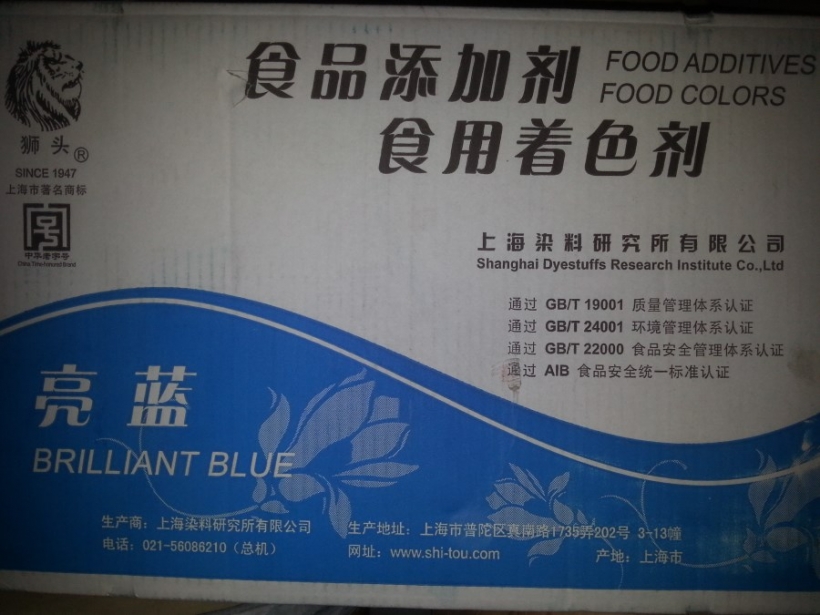 食品添加剂 FOOD ADDITIVES
食用着色剂 FOOD COLORS
狮头®
SINCE 1947
上海市著名商标
中华老字号
China Time-honored Brand
上海染料研究所有限公司
Shanghai Dyestuffs Research Institute Co.,Ltd
通过 GB/T 19001 质量管理体系认证
通过 GB/T 24001 环境管理体系认证
通过 GB/T 22000 食品安全管理体系认证
通过 AIB 食品安全统一标准认证
亮蓝
BRILLIANT BLUE
生产商:上海染料研究所有限公司
电话:021-56086210(总机)
生产地址:上海市普陀区真南路1735弄202号 3-13幢
网址:www.shi-tou.com 产地:上海市